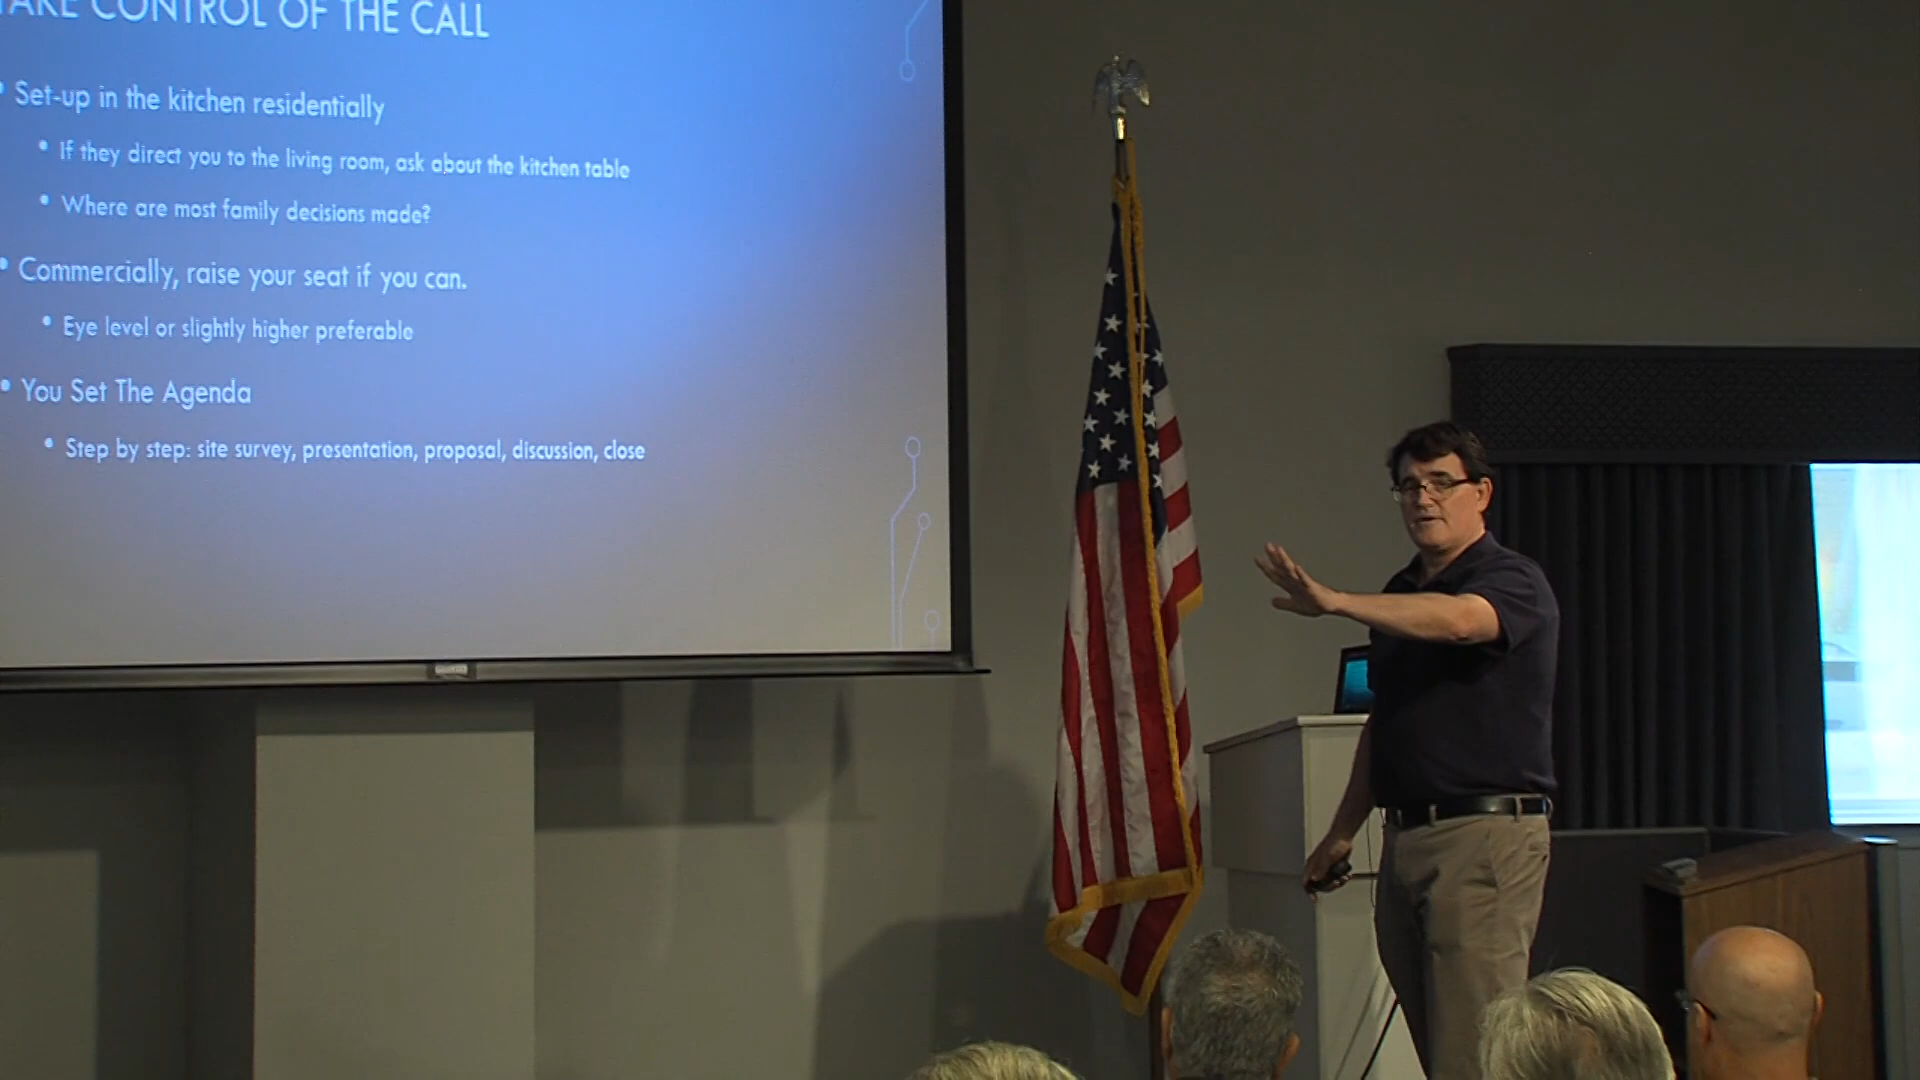 TAKE CONTROL OF THE CALL
• Set-up in the kitchen residentially
• If they direct you to the living room, ask about the kitchen table
• Where are most family decisions made?
• Commercially, raise your seat if you can.
• Eye level or slightly higher preferable
• You Set The Agenda
• Step by step: site survey, presentation, proposal, discussion, close